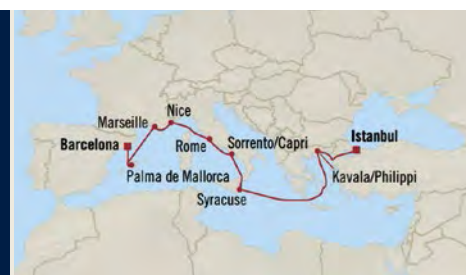 Nice
Marseille
Barcelona
Rome
Sorrento/Capri
Istanbul
Palma de Mallorca
Kavala/Philippi
Syracuse